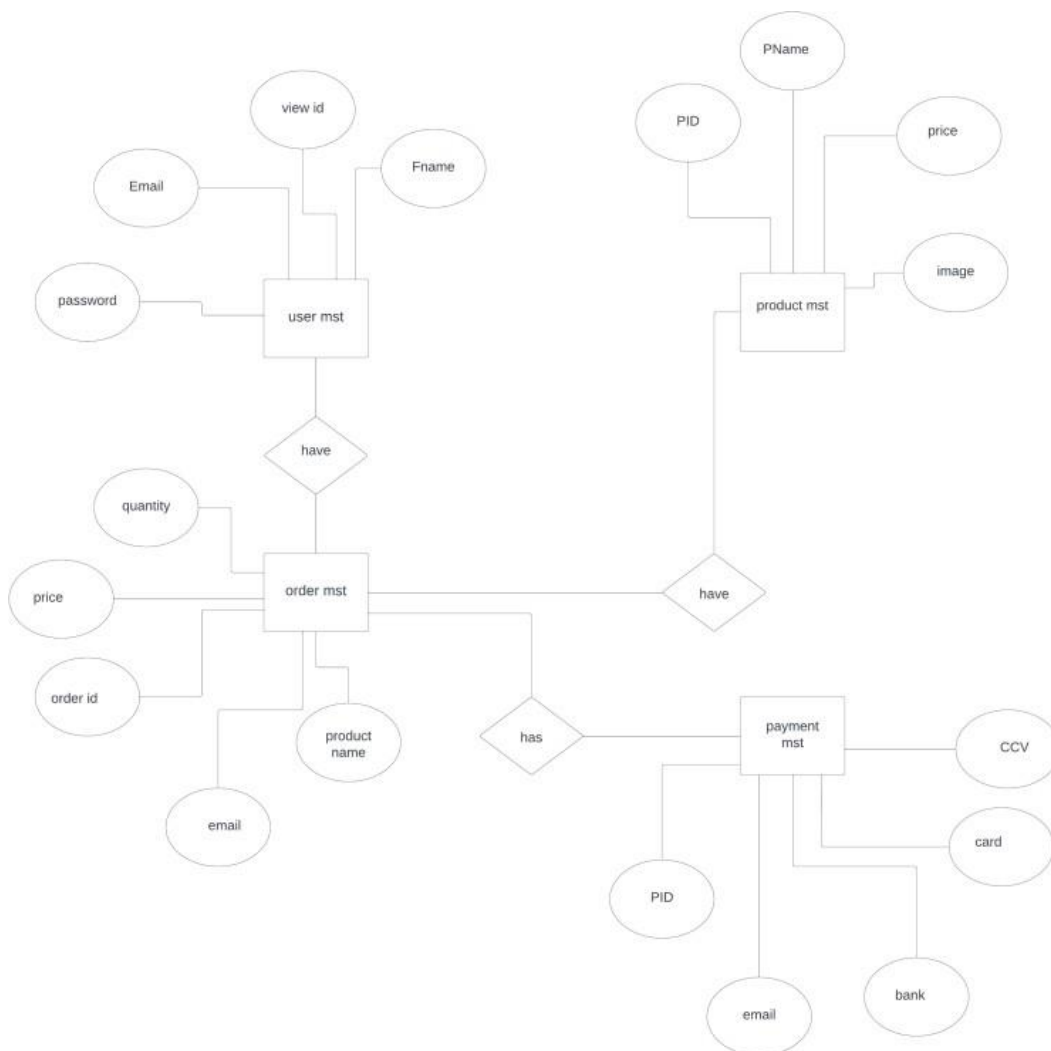 PName
view id
PID
price
Fname
Email
image
password
user mst
product mst
have
quantity
order mst
have
price
order id
product
name
has
payment
mst
CCV
email
card
PID
bank
email